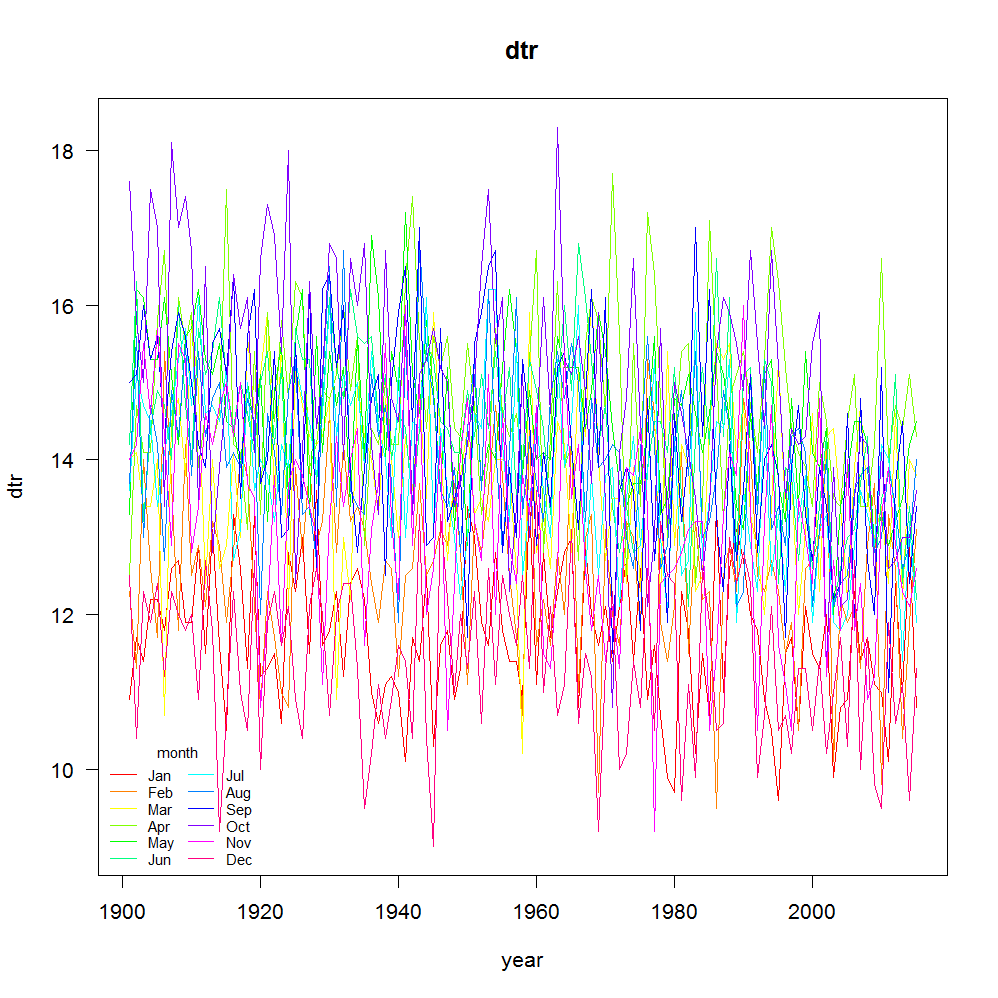 dtr
18
16
14
12
10
dtr
month
Jan Jul
Feb Aug
Mar Sep
Apr Oct
May Nov
Jun Dec
1900 1920 1940 1960 1980 2000
year